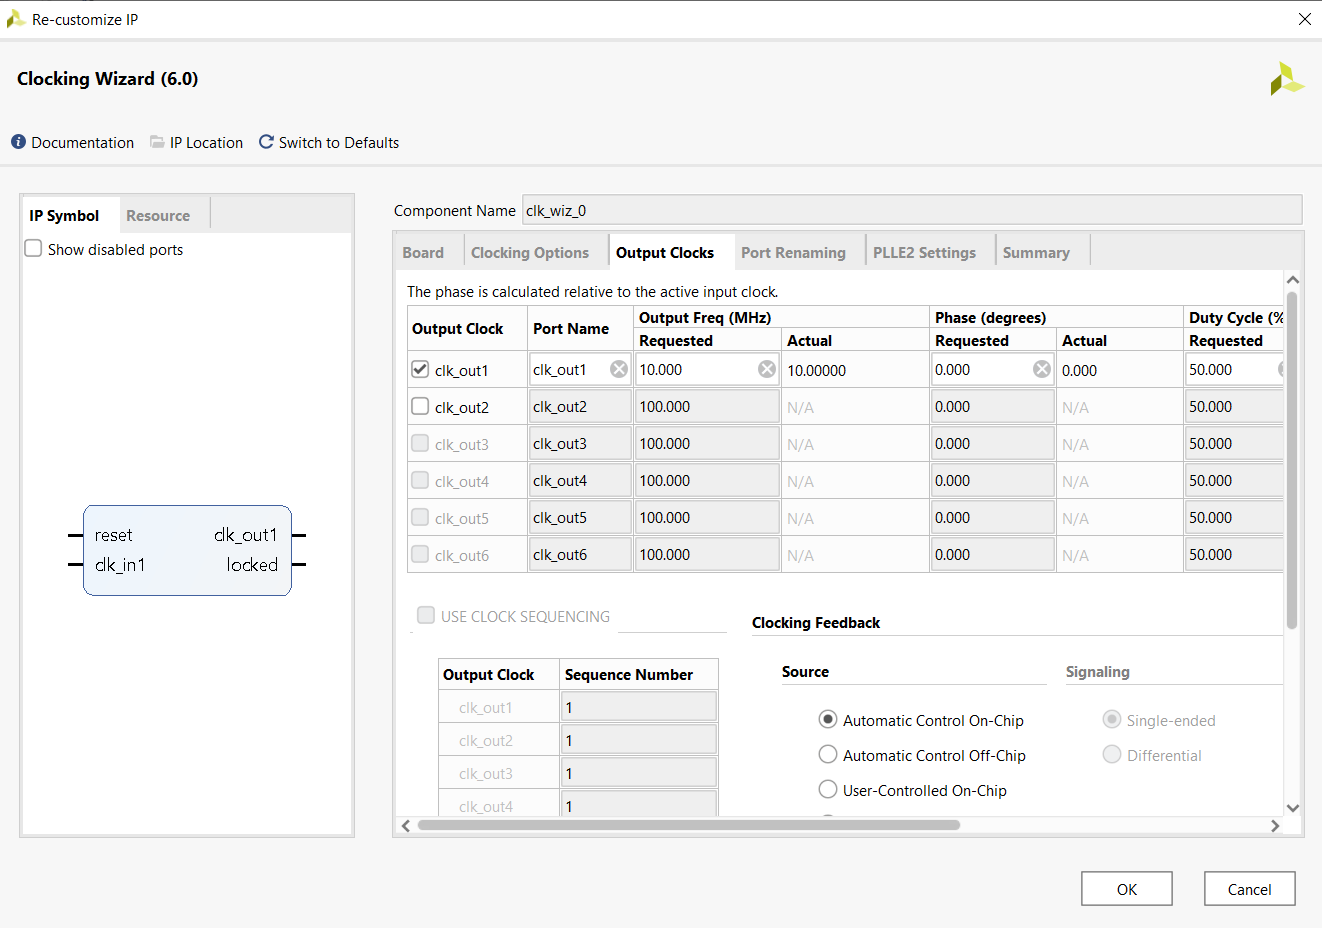 Re-customize IP
Clocking Wizard (6.0)
Documentation IP Location Switch to Defaults
IP Symbol Resource
Show disabled ports
reset clk_out1
clk_in1 locked
Component Name clk_wiz_0
Board Clocking Options Output Clocks Port Renaming PLLE2 Settings Summary
The phase is calculated relative to the active input clock.
Output Clock Port Name Output Freq (MHz) Phase (degrees) Duty Cycle (%
Requested Actual Requested Actual Requested
clk_out1 clk_out1 10.000 10.00000 0.000 0.000 50.000
clk_out2 clk_out2 100.000 N/A 0.000 N/A 50.000
clk_out3 clk_out3 100.000 N/A 0.000 N/A 50.000
clk_out4 clk_out4 100.000 N/A 0.000 N/A 50.000
clk_out5 clk_out5 100.000 N/A 0.000 N/A 50.000
clk_out6 clk_out6 100.000 N/A 0.000 N/A 50.000
USE CLOCK SEQUENCING
Output Clock Sequence Number
clk_out1 1
clk_out2 1
clk_out3 1
clk_out4 1
Clocking Feedback
Source Signaling
Automatic Control On-Chip Single-ended
Automatic Control Off-Chip Differential
User-Controlled On-Chip
OK Cancel